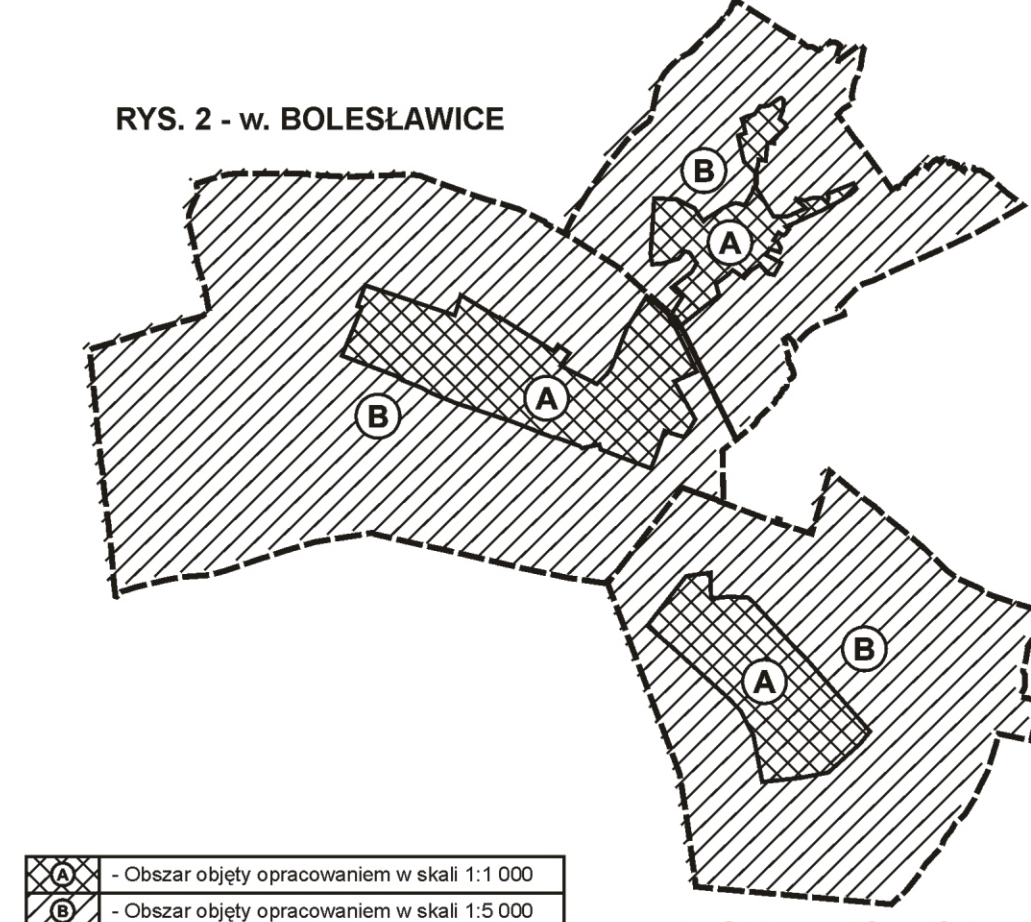 RYS. 2 - w. BOLESŁAWICE
B
A
B
A
B
A
A - Obszar objęty opracowaniem w skali 1:1 000
B - Obszar objęty opracowaniem w skali 1:5 000